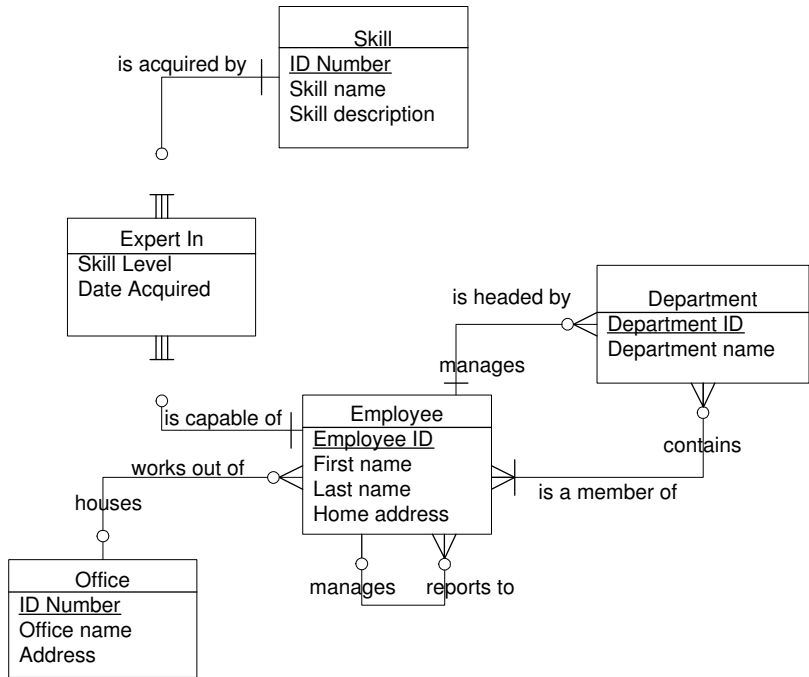 Skill
ID Number
Skill name
Skill description
is acquired by
Expert In
Skill Level
Date Acquired
is headed by
Department
Department ID
Department name
manages
is capable of
Employee
Employee ID
First name
Last name
Home address
works out of
houses
contains
is a member of
manages
reports to
Office
ID Number
Office name
Address